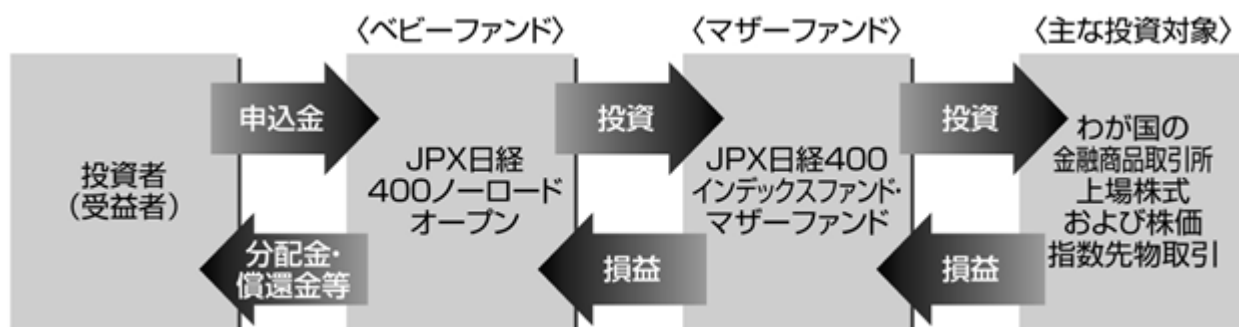 〈ベビーファンド〉
〈マザーファンド〉
〈主な投資対象〉
投資者
(受益者)
申込金
分配金・
償還金等
JPX日経
400ノーロード
オープン
投資
損益
JPX日経400
インデックスファンド・
マザーファンド
投資
損益
わが国の
金融商品取引所
上場株式
および株価
指数先物取引